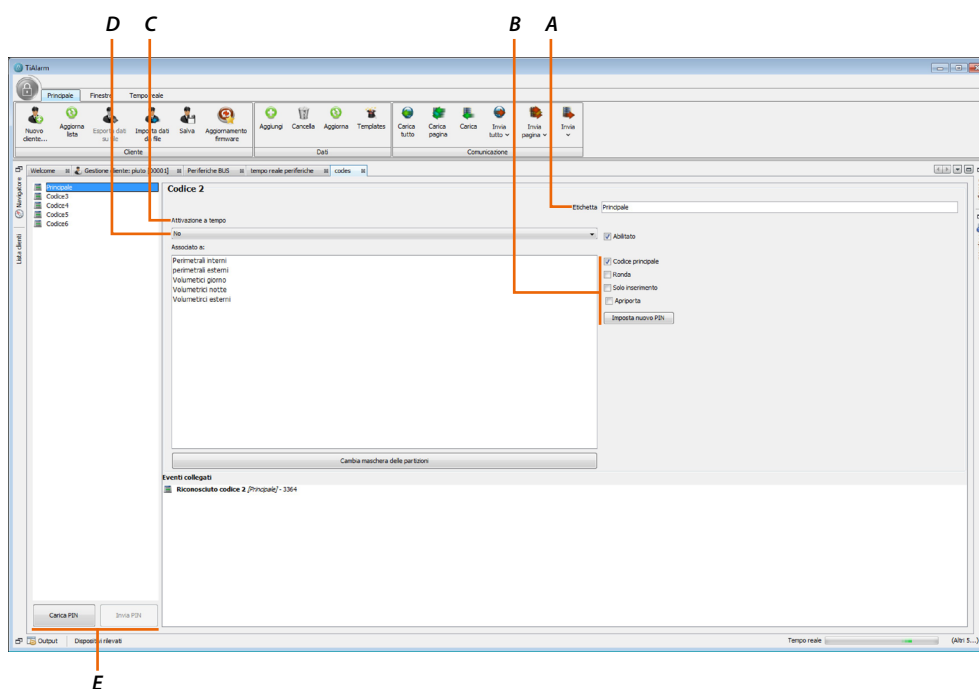 D C B A
TiAlarm
Principale Finestre Tempo reale
Nuovo cliente... Aggiorna lista Esporta dati su file Importa dati da file Salva Aggiornamento firmware Aggiungi Cancella Aggiorna Templates Carica tutto Carica pagina Carica Invia tutto Invia pagina Invia
Cliente Dati Comunicazione
Welcome Gestione cliente: pluto [00001] Periferiche BUS tempo reale periferiche codes
Navigatore
Lista clienti
Principale
Codice3
Codice4
Codice5
Codice6
Codice 2
Etichetta Principale
Attivazione a tempo
No
Abilitato
Associato a:
Perimetrali interni
perimetrali esterni
Volumetici giorno
Volumetrici notte
Volumetirci esterni
Codice principale
Ronda
Solo inserimento
Apriporta
Imposta nuovo PIN
Cambia maschera delle partizioni
Eventi collegati
Riconosciuto codice 2 [Principale] - 3364
Carica PIN Invia PIN
Output Dispositivi rilevati Tempo reale (Altri 5...)
E